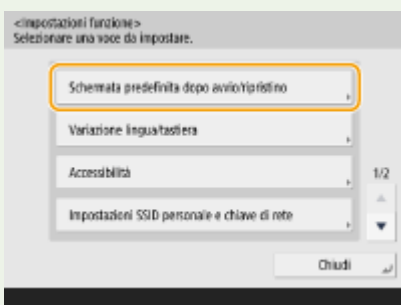 <Impostazioni funzione>
Selezionare una voce da impostare.
Schermata predefinita dopo avvio/ripristino
Variazione lingua/tastiera
Accessibilità
1/2
Impostazioni SSID personale e chiave di rete
Chiudi